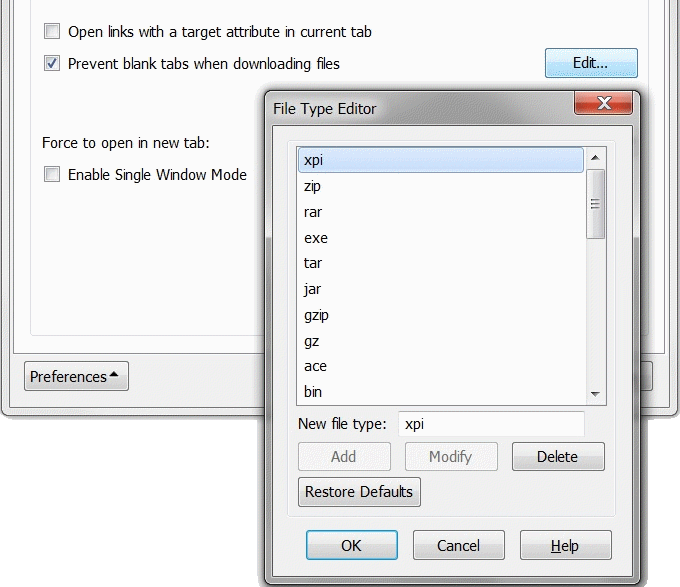 Open links with a target attribute in current tab
Prevent blank tabs when downloading files
Edit...
Force to open in new tab:
Enable Single Window Mode
Preferences
File Type Editor
xpi
zip
rar
exe
tar
jar
gzip
gz
ace
bin
New file type: xpi
Add Modify Delete
Restore Defaults
OK Cancel Help